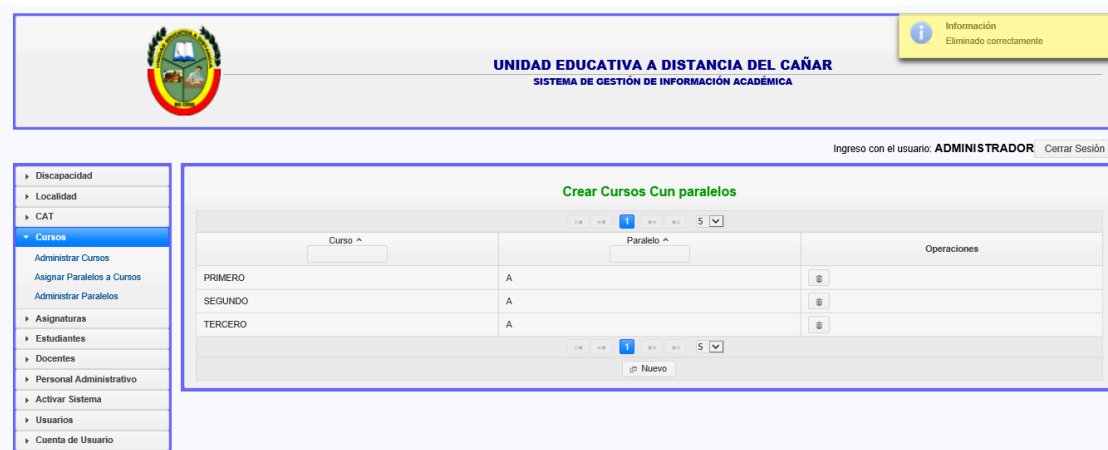 Información
Eliminado correctamente
UNIDAD EDUCATIVA A DISTANCIA DEL CAÑAR
SISTEMA DE GESTIÓN DE INFORMACIÓN ACADÉMICA
Ingreso con el usuario: ADMINISTRADOR Cerrar Sesión
Discapacidad
Localidad
CAT
Cursos
Administrar Cursos
Asignar Paralelos a Cursos
Administrar Paralelos
Asignaturas
Estudiantes
Docentes
Personal Administrativo
Activar Sistema
Usuarios
Cuenta de Usuario
Crear Cursos Cun paralelos
1 5
Curso Paralelo Operaciones
PRIMERO A
SEGUNDO A
TERCERO A
1 5
Nuevo